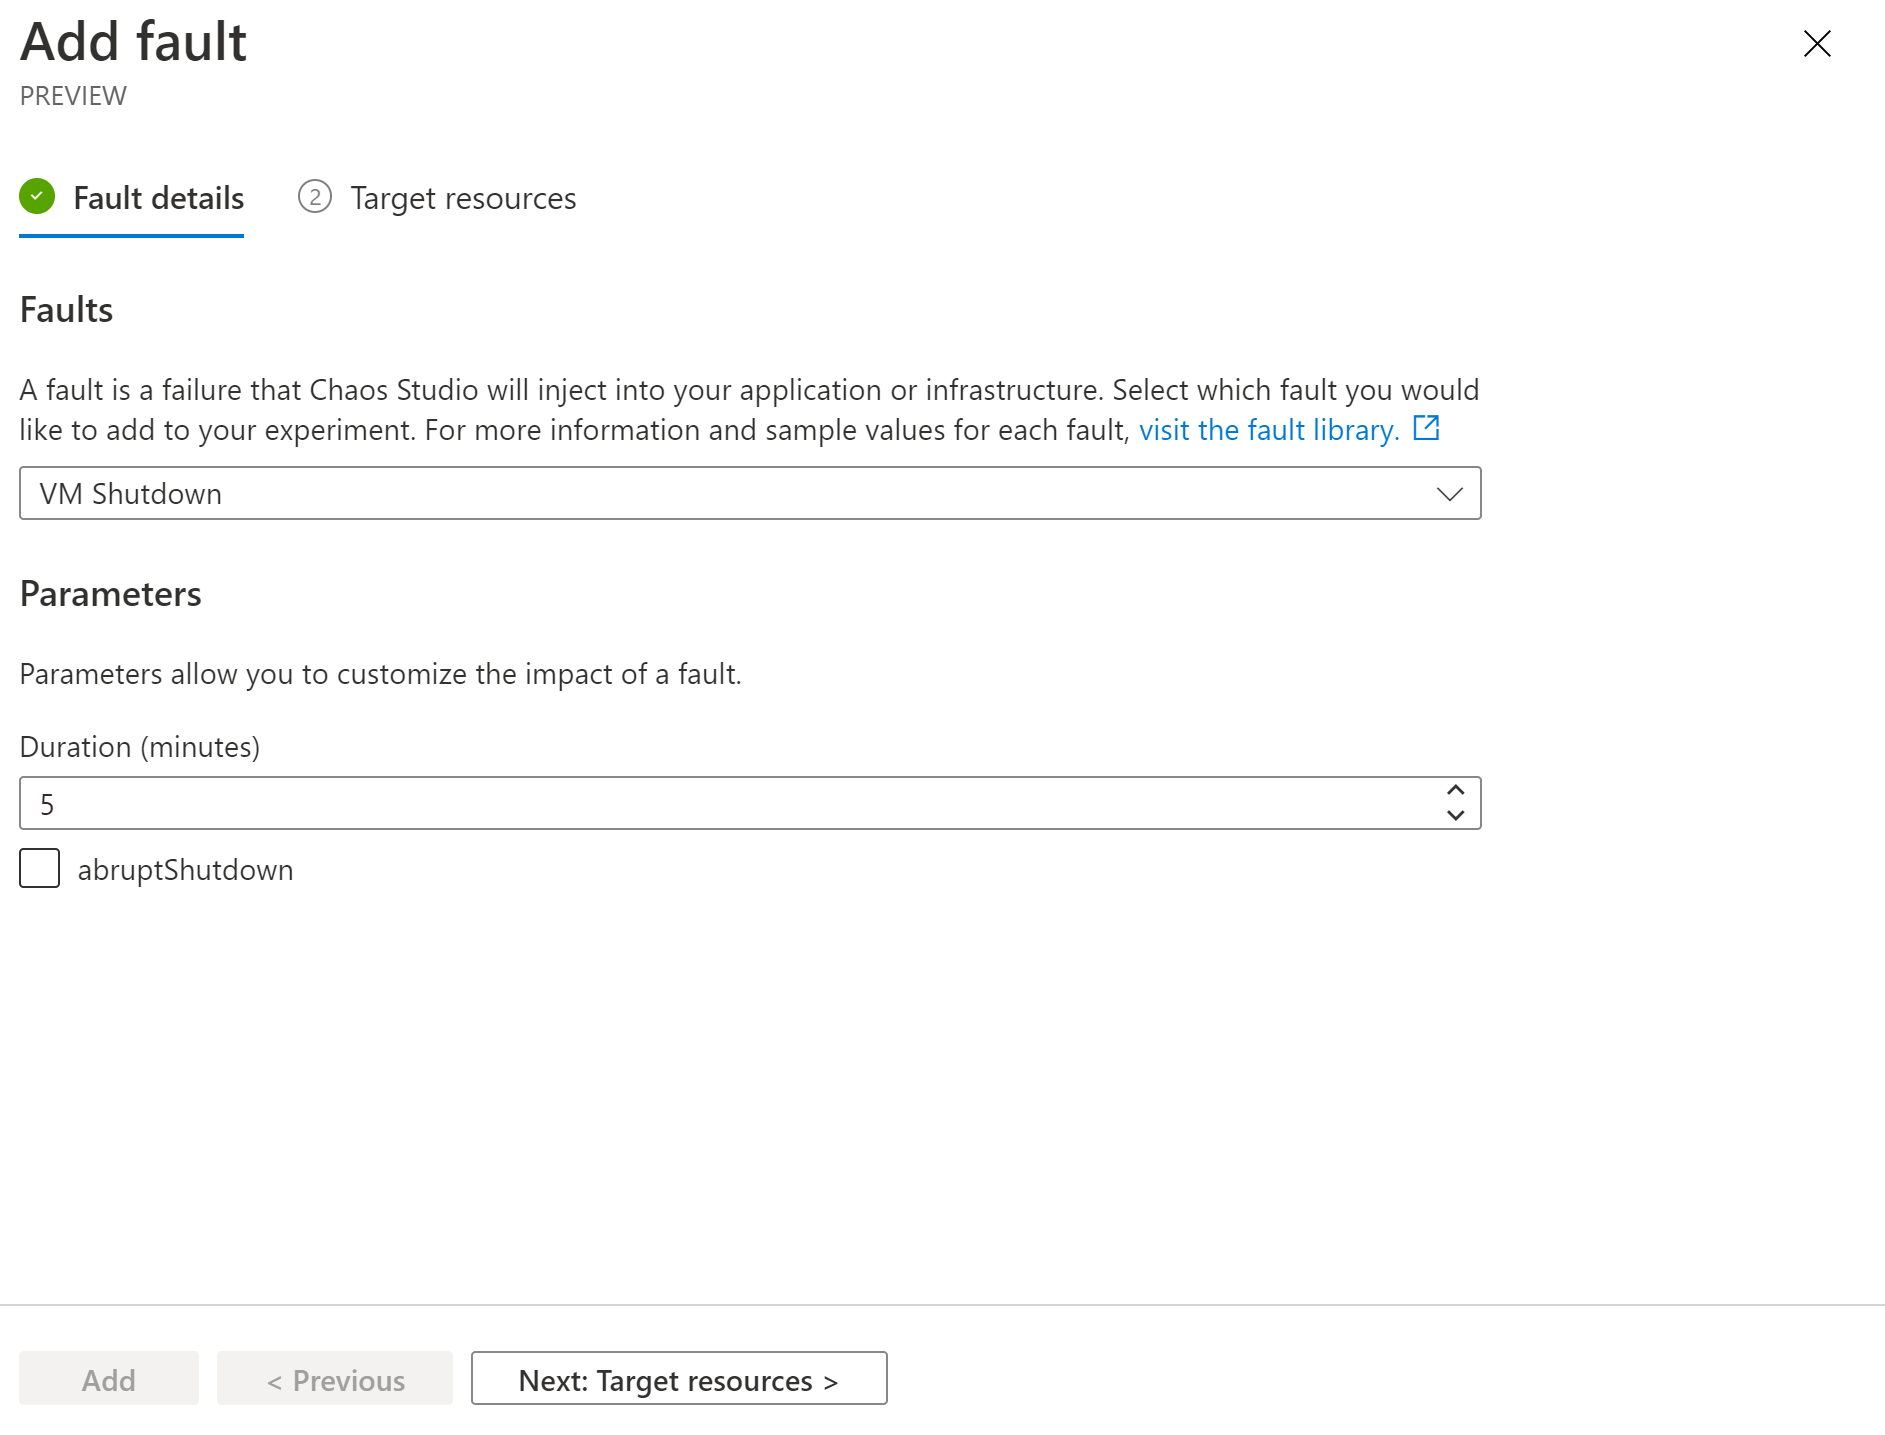 Add fault
PREVIEW
Fault details
2 Target resources
Faults
A fault is a failure that Chaos Studio will inject into your application or infrastructure. Select which fault you would
like to add to your experiment. For more information and sample values for each fault, visit the fault library.
VM Shutdown
Parameters
Parameters allow you to customize the impact of a fault.
Duration (minutes)
5
abruptShutdown
Add
< Previous
Next: Target resources >